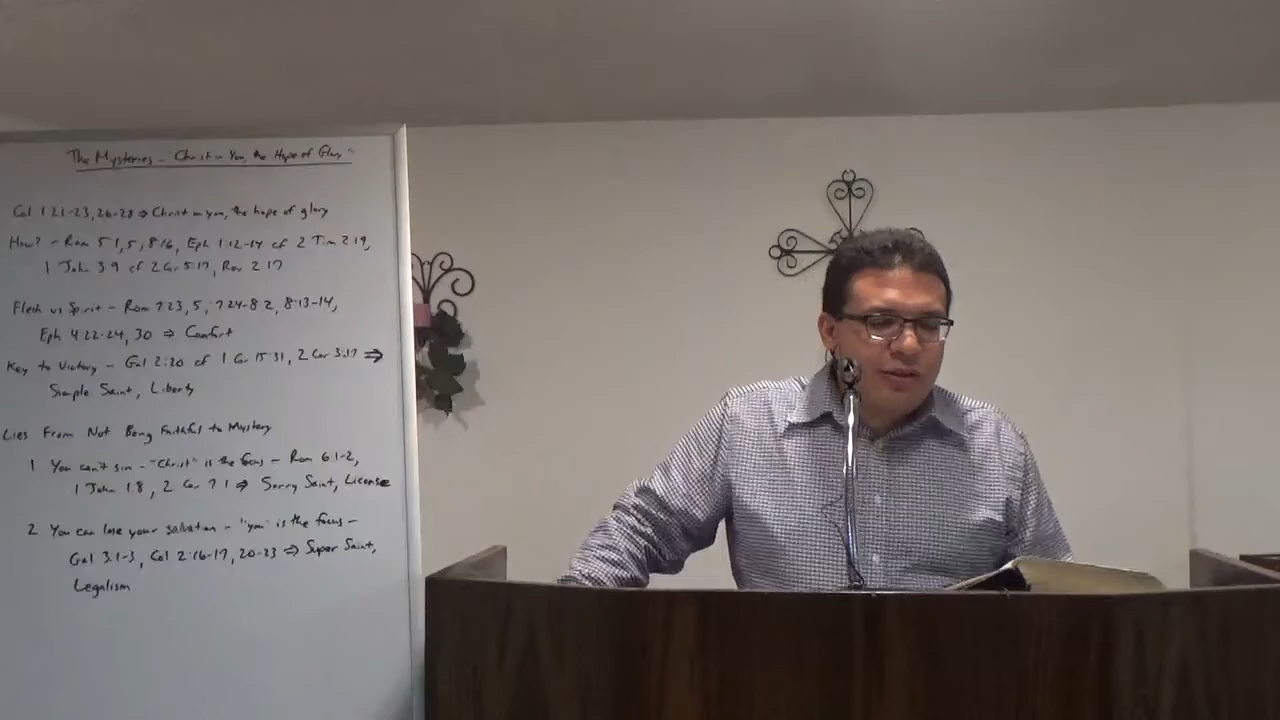 The Mysteries - "Christ in You, the Hope of Glory"
Col 1:21-23, 26-28 ⇒ Christ in you, the hope of glory
How? - Rom 5:1, 5, 8:16, Eph 1:12-14 cf 2 Tim 2:19,
1 John 3:9 cf 2 Cor 5:17, Rev 2:17
Flesh vs Spirit - Rom 7:23, 5, 7:24-8:2, 8:13-14,
Eph 4:22-24, 30 ⇒ Comfort
Key to Victory - Gal 2:20 cf 1 Cor 15:31, 2 Cor 3:17 ⇒
Simple Saint, Liberty
Lies From Not Being Faithful to Mystery
1 You can't sin - "Christ" is the focus - Rom 6:1-2,
1 John 1:8, 2 Cor 7:1 ⇒ Sorry Saint, License
2 You can lose your salvation - "you" is the focus -
Gal 3:1-3, Col 2:16-17, 20-23 ⇒ Super Saint,
Legalism